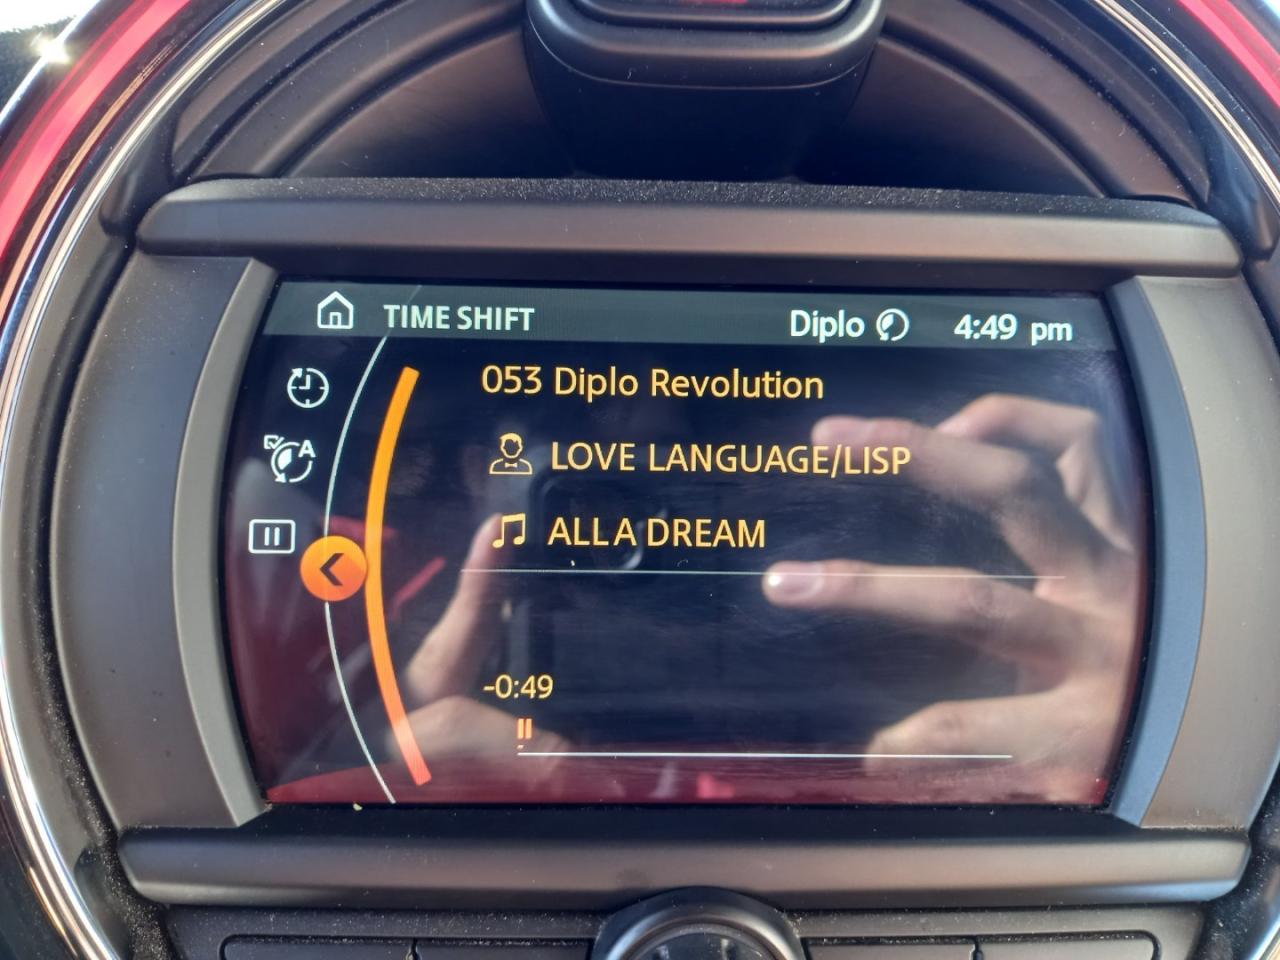 TIME SHIFT Diplo 4:49 pm
053 Diplo Revolution
A
LOVE LANGUAGE/LISP
ALL A DREAM
-0:49